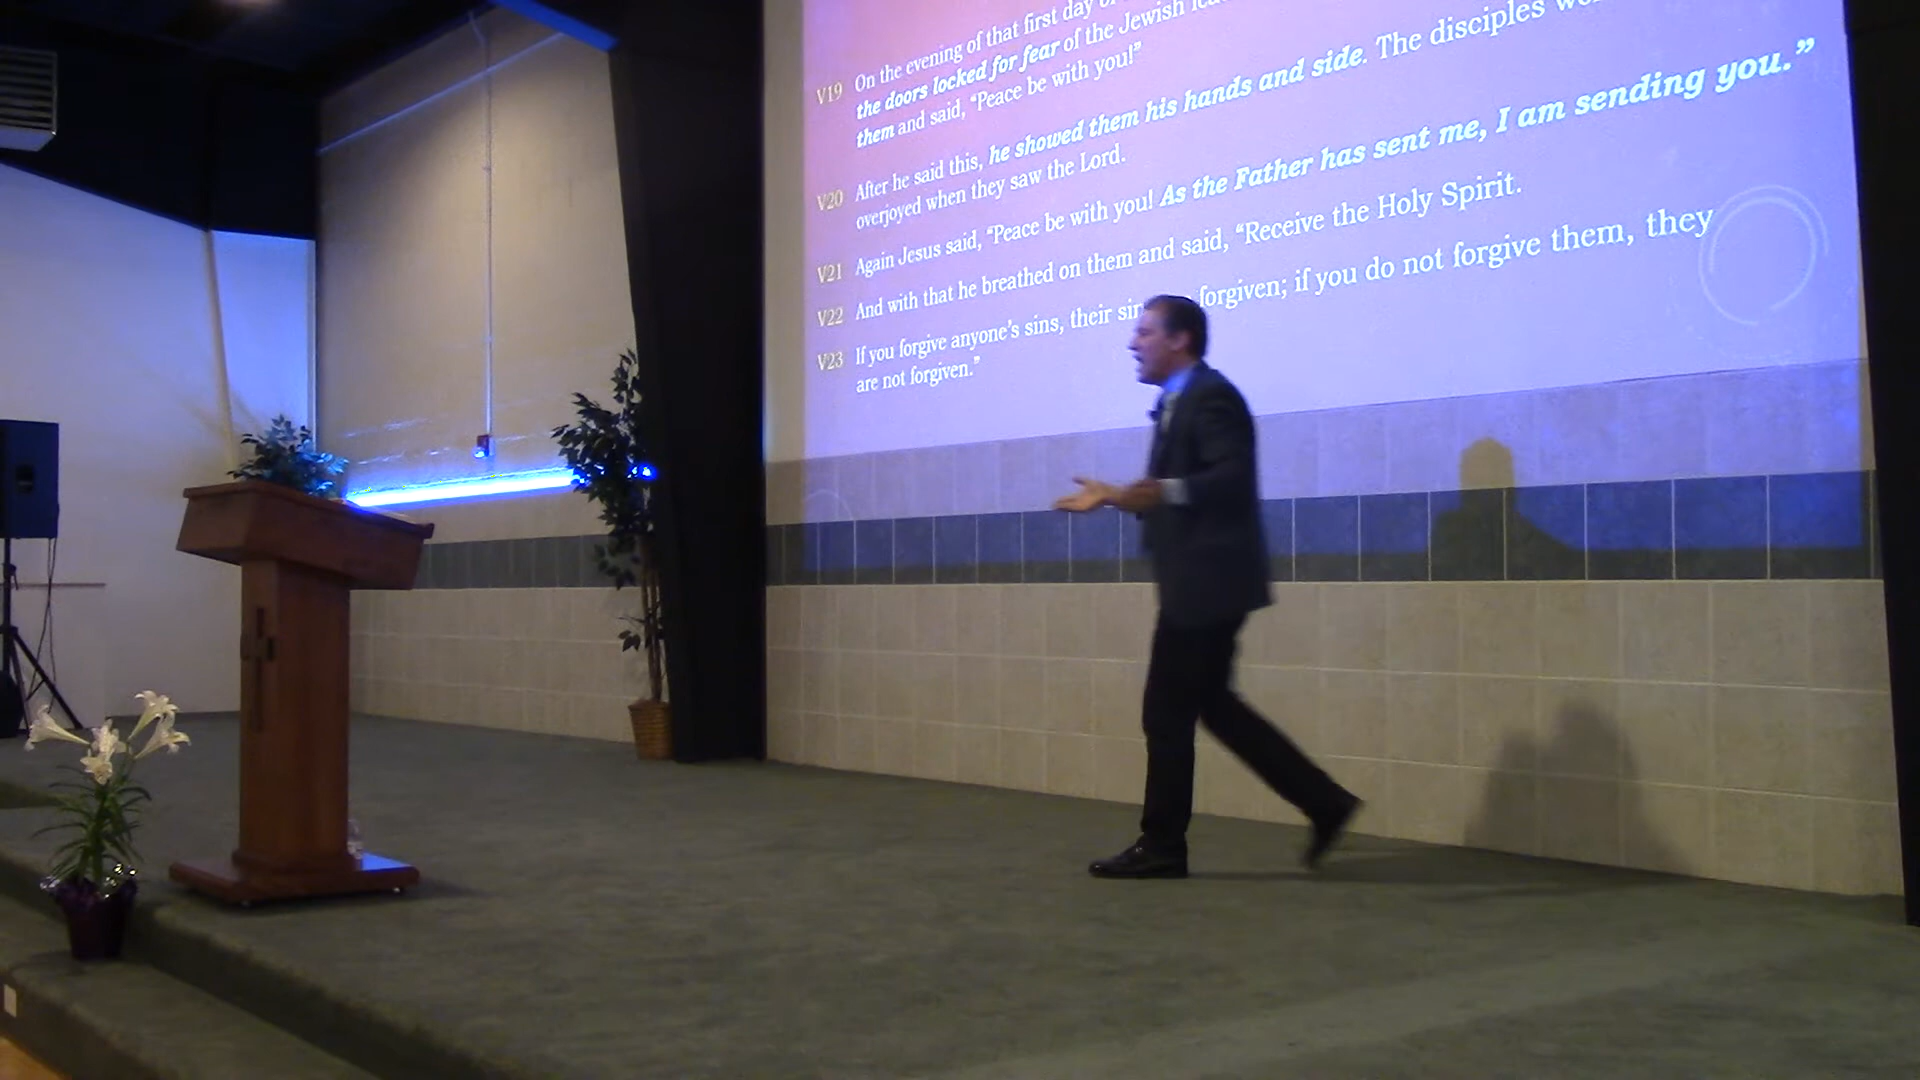 V19 On the evening of that first day
the doors locked for fear of the Jewish
them and said, “Peace be with you!”
V20 After he said this, he showed them his hands and side. The disciples
overjoyed when they saw the Lord.
V21 Again Jesus said, “Peace be with you! As the Father has sent me, I am sending you.”
V22 And with that he breathed on them and said, “Receive the Holy Spirit.
V23 If you forgive anyone’s sins, their forgiven; if you do not forgive them, they
are not forgiven.”